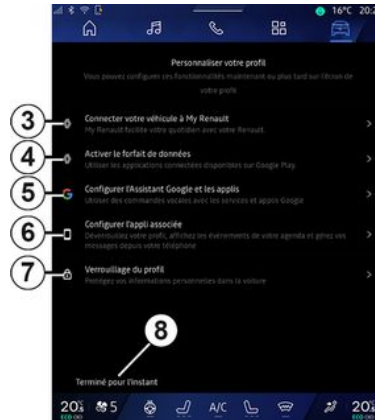 16°C 20:2
Personnaliser votre profil
Vous pouvez configurer ces fonctionnalités maintenant ou plus tard sur l'écran de
votre profil
3
Connecter votre véhicule à My Renault
My Renault facilite votre quotidien avec votre Renault.
4
Activer le forfait de données
Utiliser les applications connectées disponibles sur Google Play.
5
Configurer l'Assistant Google et les applis
Utiliser des commandes vocales avec les services et applis Google
6
Configurer l'appli associée
Déverrouillez votre profil, affichez les événements de votre agenda et gérez vos
messages depuis votre téléphone
7
Verrouillage du profil
Protégez vos informations personnelles dans la voiture
8
Terminé pour l'instant
20 5 A/C 20
ECO ECO